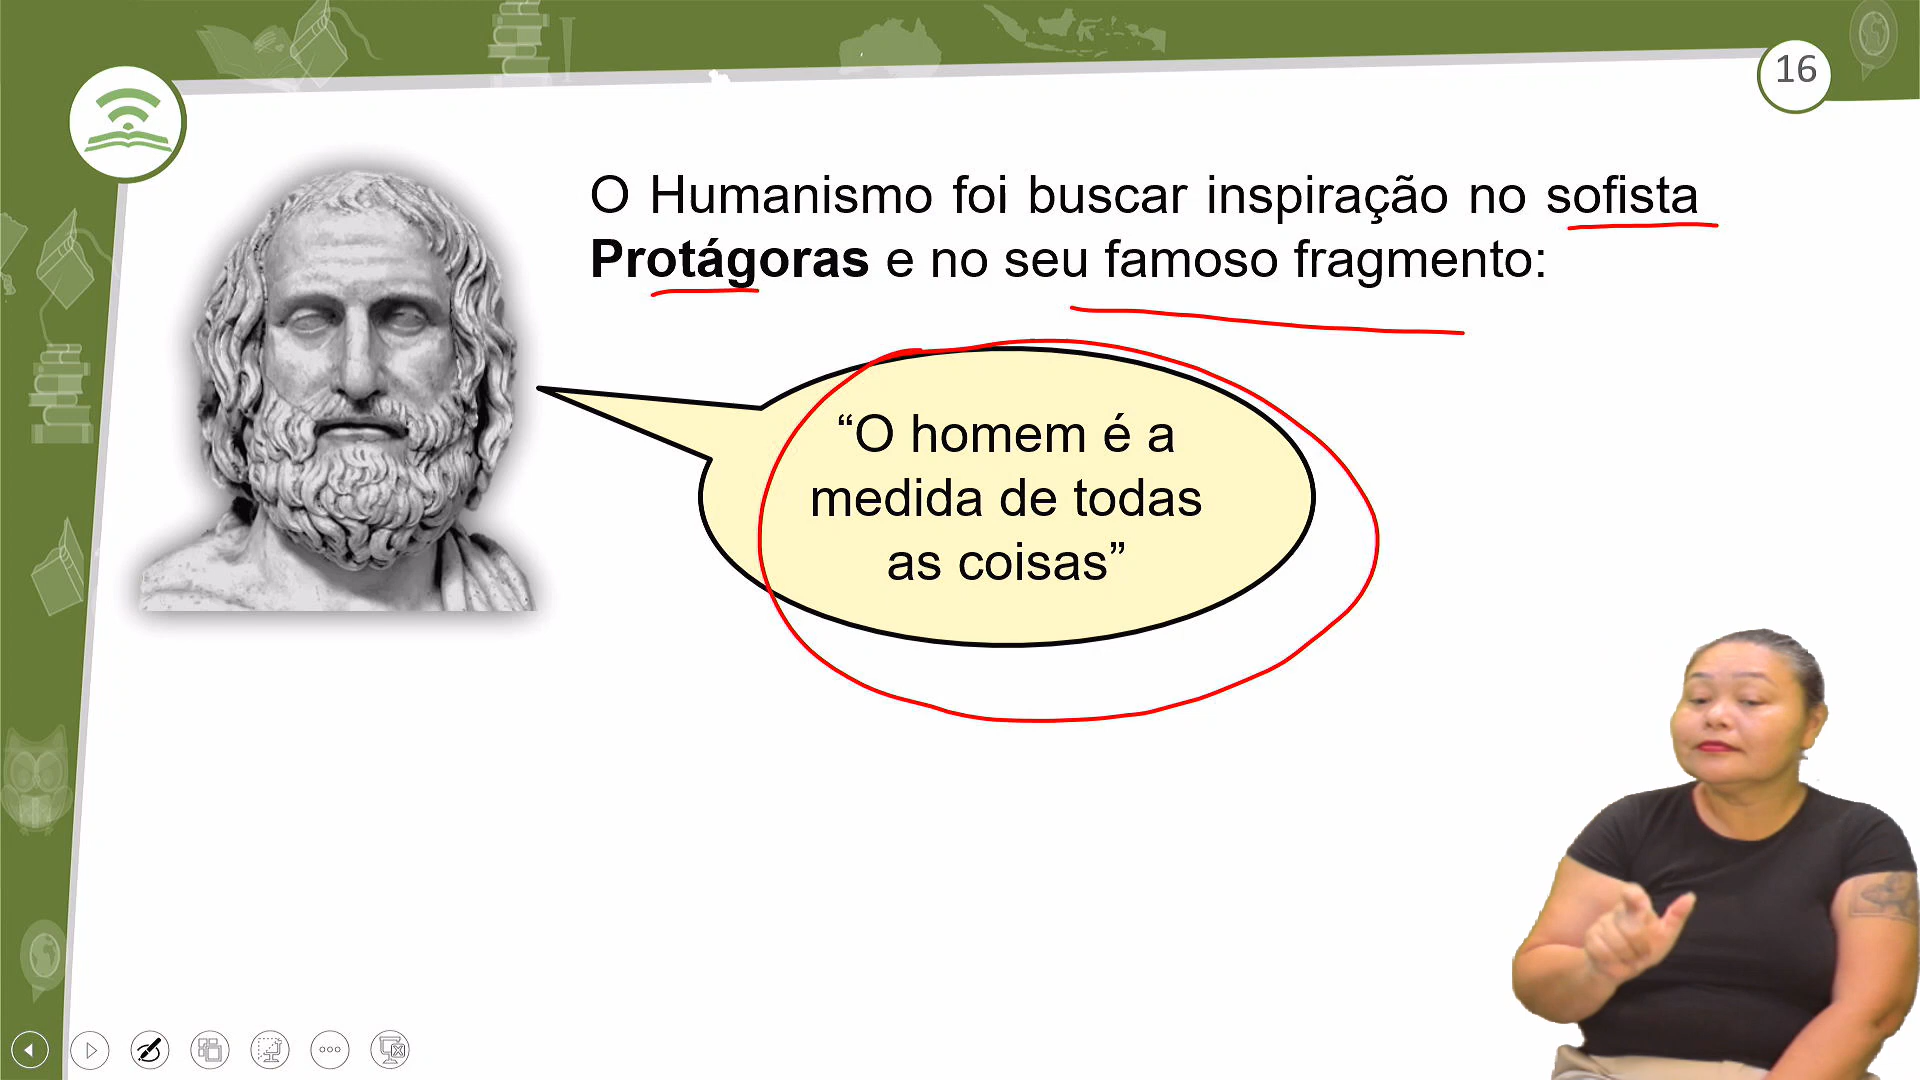 16
O Humanismo foi buscar inspiração no sofista
Protágoras e no seu famoso fragmento:
“O homem é a
medida de todas
as coisas”